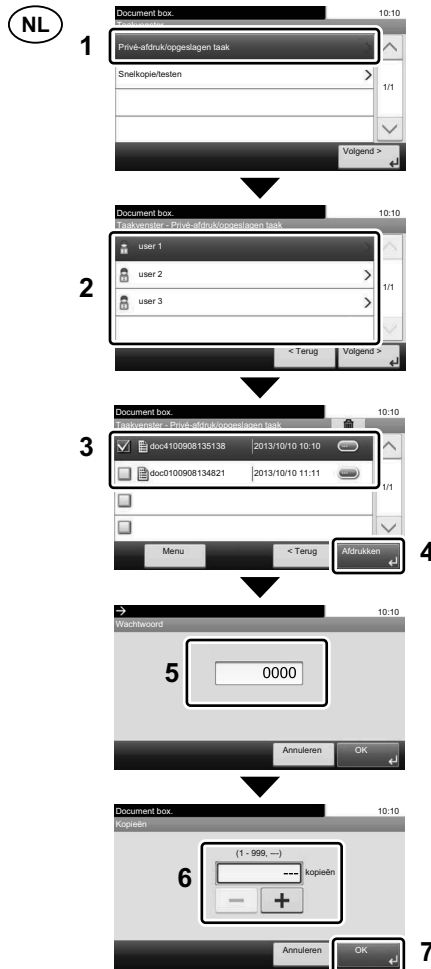 NL
Document box. 10:10
Taakvenster
1
Privé-afdruk/opgeslagen taak
Snelkopie/testen
1/1
Volgend >
Document box. 10:10
Taakvenster - Privé-afdruk/opgeslagen taak
2
user 1
user 2
user 3
1/1
< Terug Volgend >
Document box. 10:10
Taakvenster - Privé-afdruk/opgeslagen taak
3
doc4100908135138 2013/10/10 10:10
doc0100908134821 2013/10/10 11:11
1/1
Menu < Terug Afdrukken 4
10:10
Wachtwoord
5
0000
Annuleren OK
Document box. 10:10
Kopieën
6
(1 - 999, ---)
--- kopieën
Annuleren OK 7